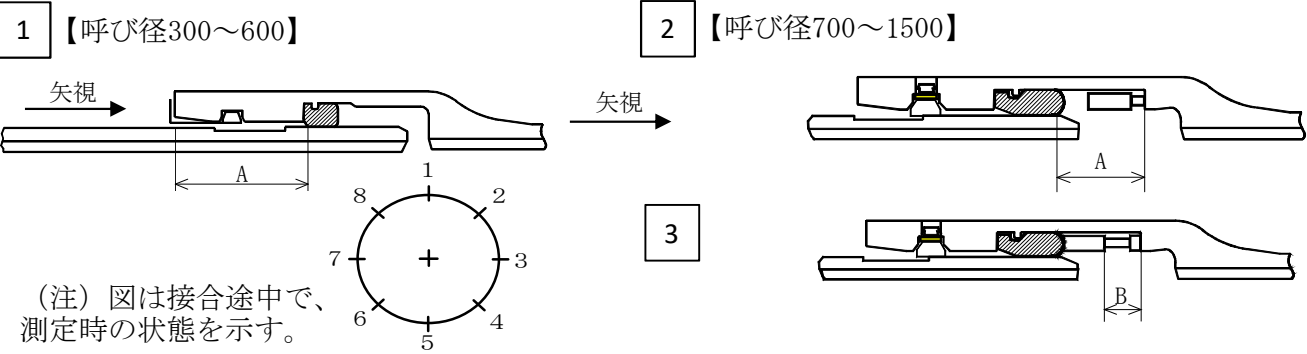 1 【呼び径300～600】
2 【呼び径700～1500】
矢視
A
矢視
A
1
2
3
4
5
6
7
8
3
B
（注）図は接合途中で、
測定時の状態を示す。